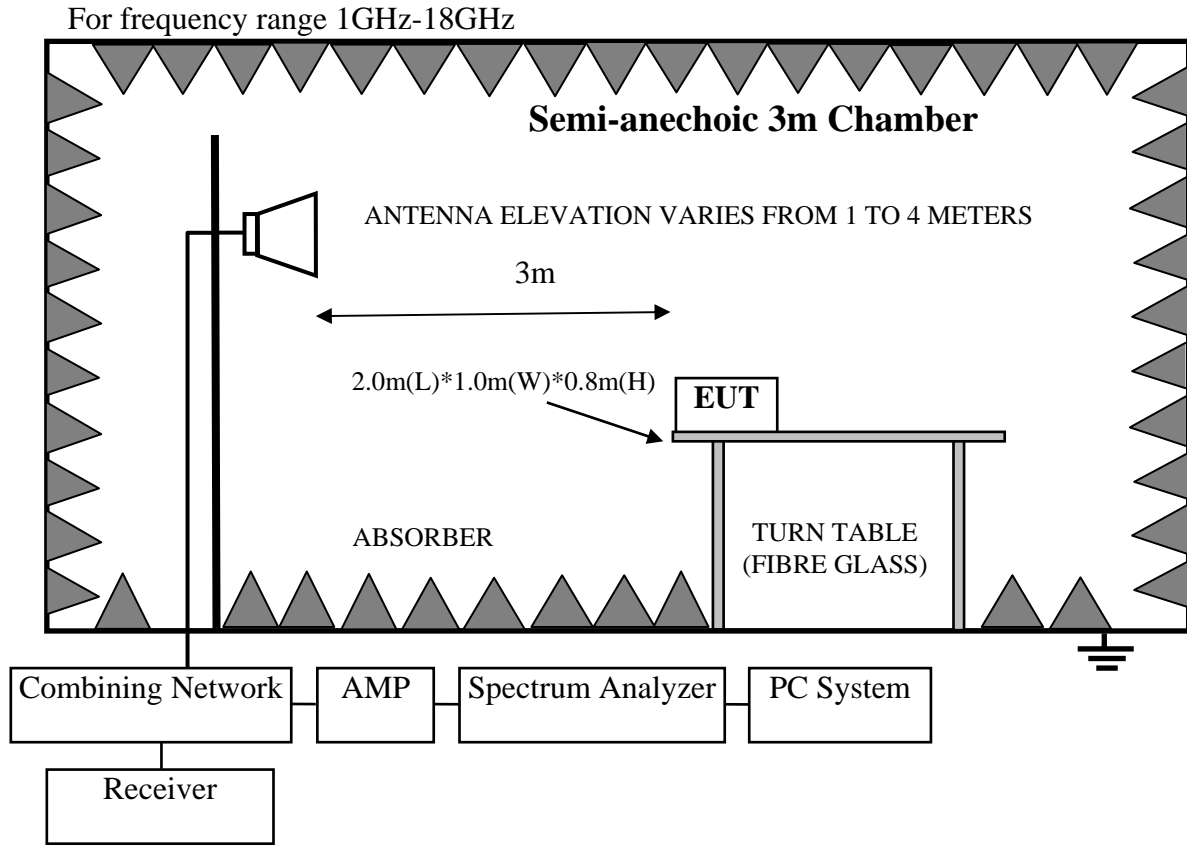 For frequency range 1GHz-18GHz
Semi-anechoic 3m Chamber
ANTENNA ELEVATION VARIES FROM 1 TO 4 METERS
3m
2.0m(L)*1.0m(W)*0.8m(H)
EUT
ABSORBER
TURN TABLE
(FIBRE GLASS)
Combining Network
AMP
Spectrum Analyzer
PC System
Receiver